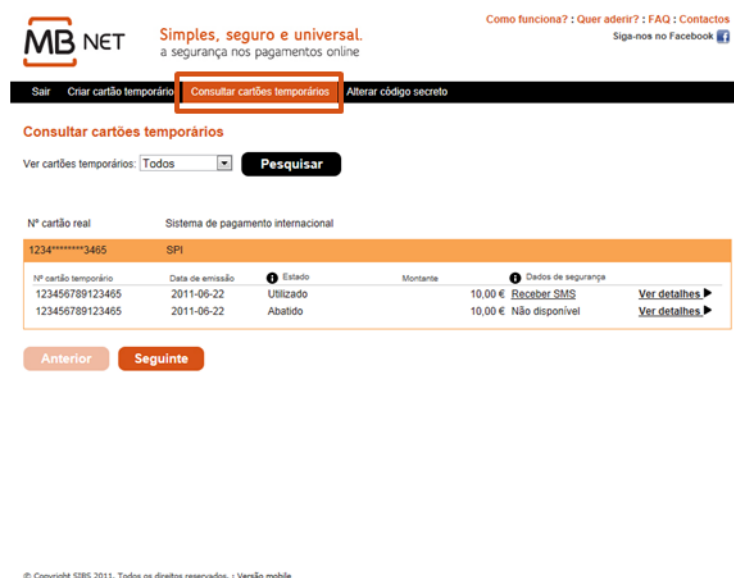 Como funciona? : Quer aderir? : FAQ : Contactos
MB NET
Simples, seguro e universal.
a segurança nos pagamentos online
Siga-nos no Facebook f
Sair Criar cartão temporário Consultar cartões temporários Alterar código secreto
Consultar cartões temporários
Ver cartões temporários: Todos Pesquisar
Nº cartão real Sistema de pagamento internacional
1234********3465 SPI
Nº cartão temporário Data de emissão i Estado Montante i Dados de segurança
123456789123465 2011-06-22 Utilizado 10,00 € Receber SMS Ver detalhes
123456789123465 2011-06-22 Abatido 10,00 € Não disponível Ver detalhes
Anterior Seguinte
© Copyright SIBS 2011. Todos os direitos reservados. : Versão mobile